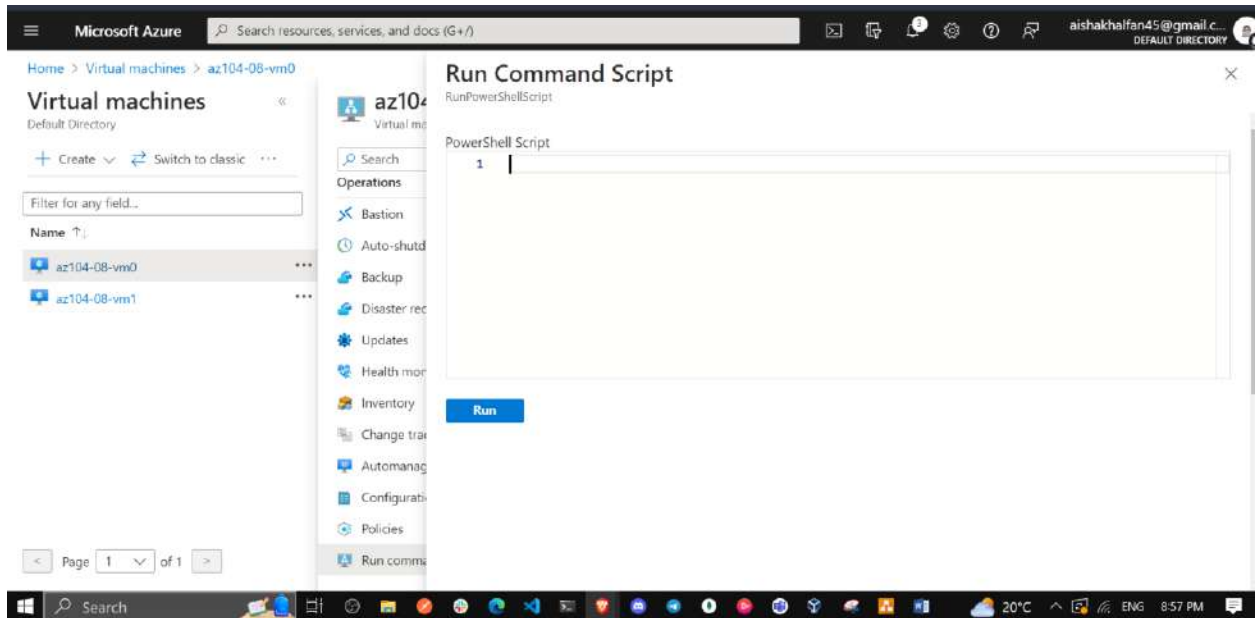 Microsoft Azure
Search resources, services, and docs (G+/)
3
aishakhalfan45@gmail.c...
DEFAULT DIRECTORY
Home > Virtual machines > az104-08-vm0
Virtual machines
Default Directory
Create
Switch to classic
Filter for any field...
Name
az104-08-vm0
az104-08-vm1
Page 1 of 1
az104
Virtual ma
Search
Operations
Bastion
Auto-shutd
Backup
Disaster rec
Updates
Health mor
Inventory
Change trac
Automanag
Configurati
Policies
Run comma
Run Command Script
RunPowerShellScript
PowerShell Script
1
Run
Search
20°C
ENG
8:57 PM